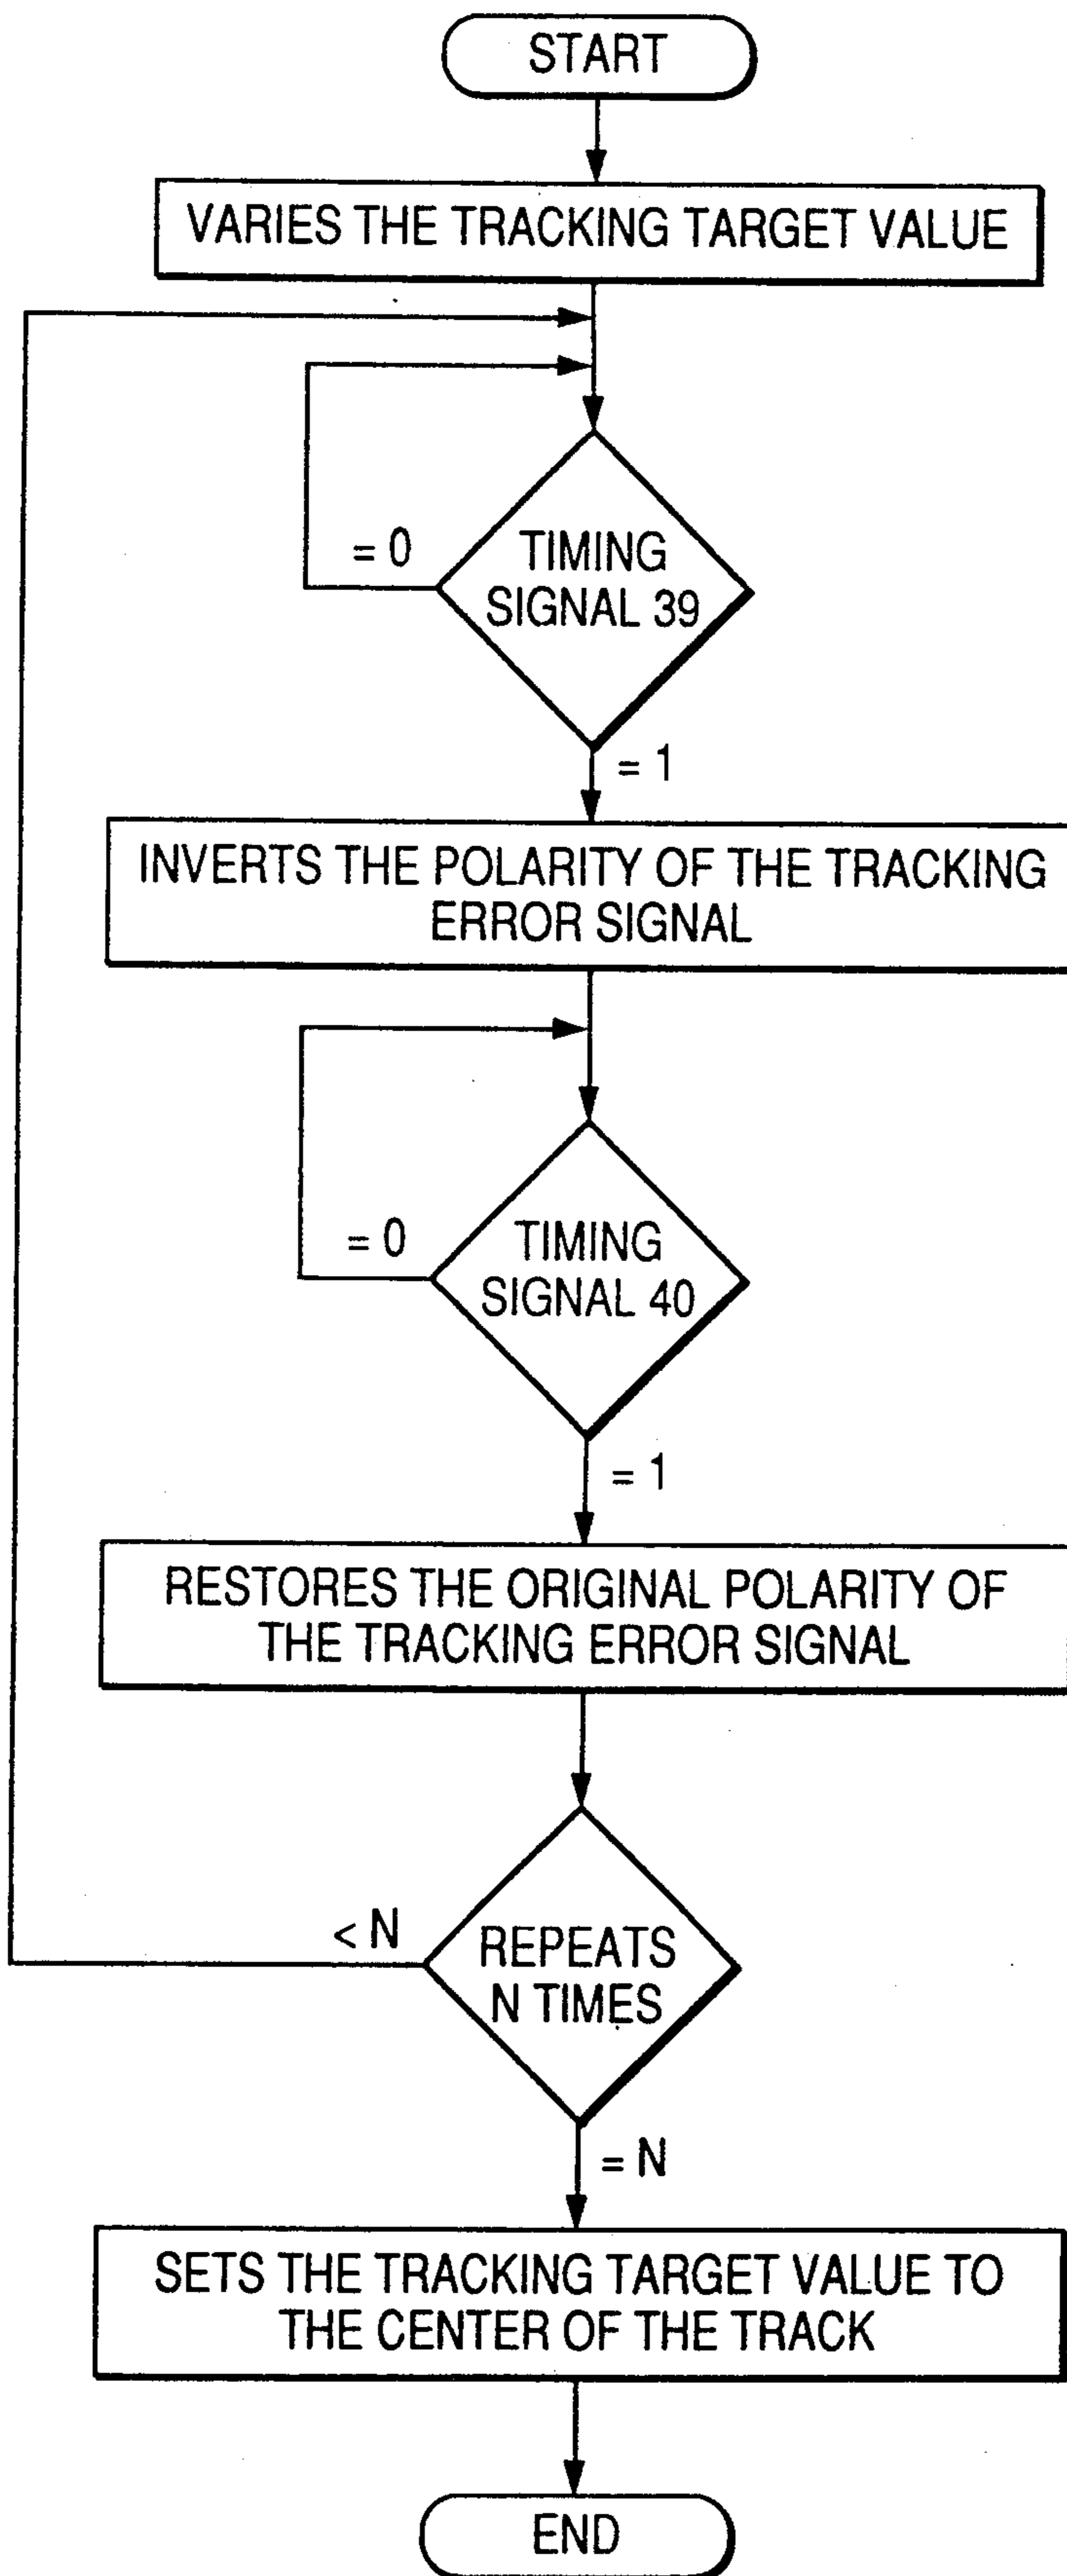 START
VARIES THE TRACKING TARGET VALUE
= 0
TIMING
SIGNAL 39
= 1
INVERTS THE POLARITY OF THE TRACKING
ERROR SIGNAL
= 0
TIMING
SIGNAL 40
= 1
RESTORES THE ORIGINAL POLARITY OF
THE TRACKING ERROR SIGNAL
< N
REPEATS
N TIMES
= N
SETS THE TRACKING TARGET VALUE TO
THE CENTER OF THE TRACK
END